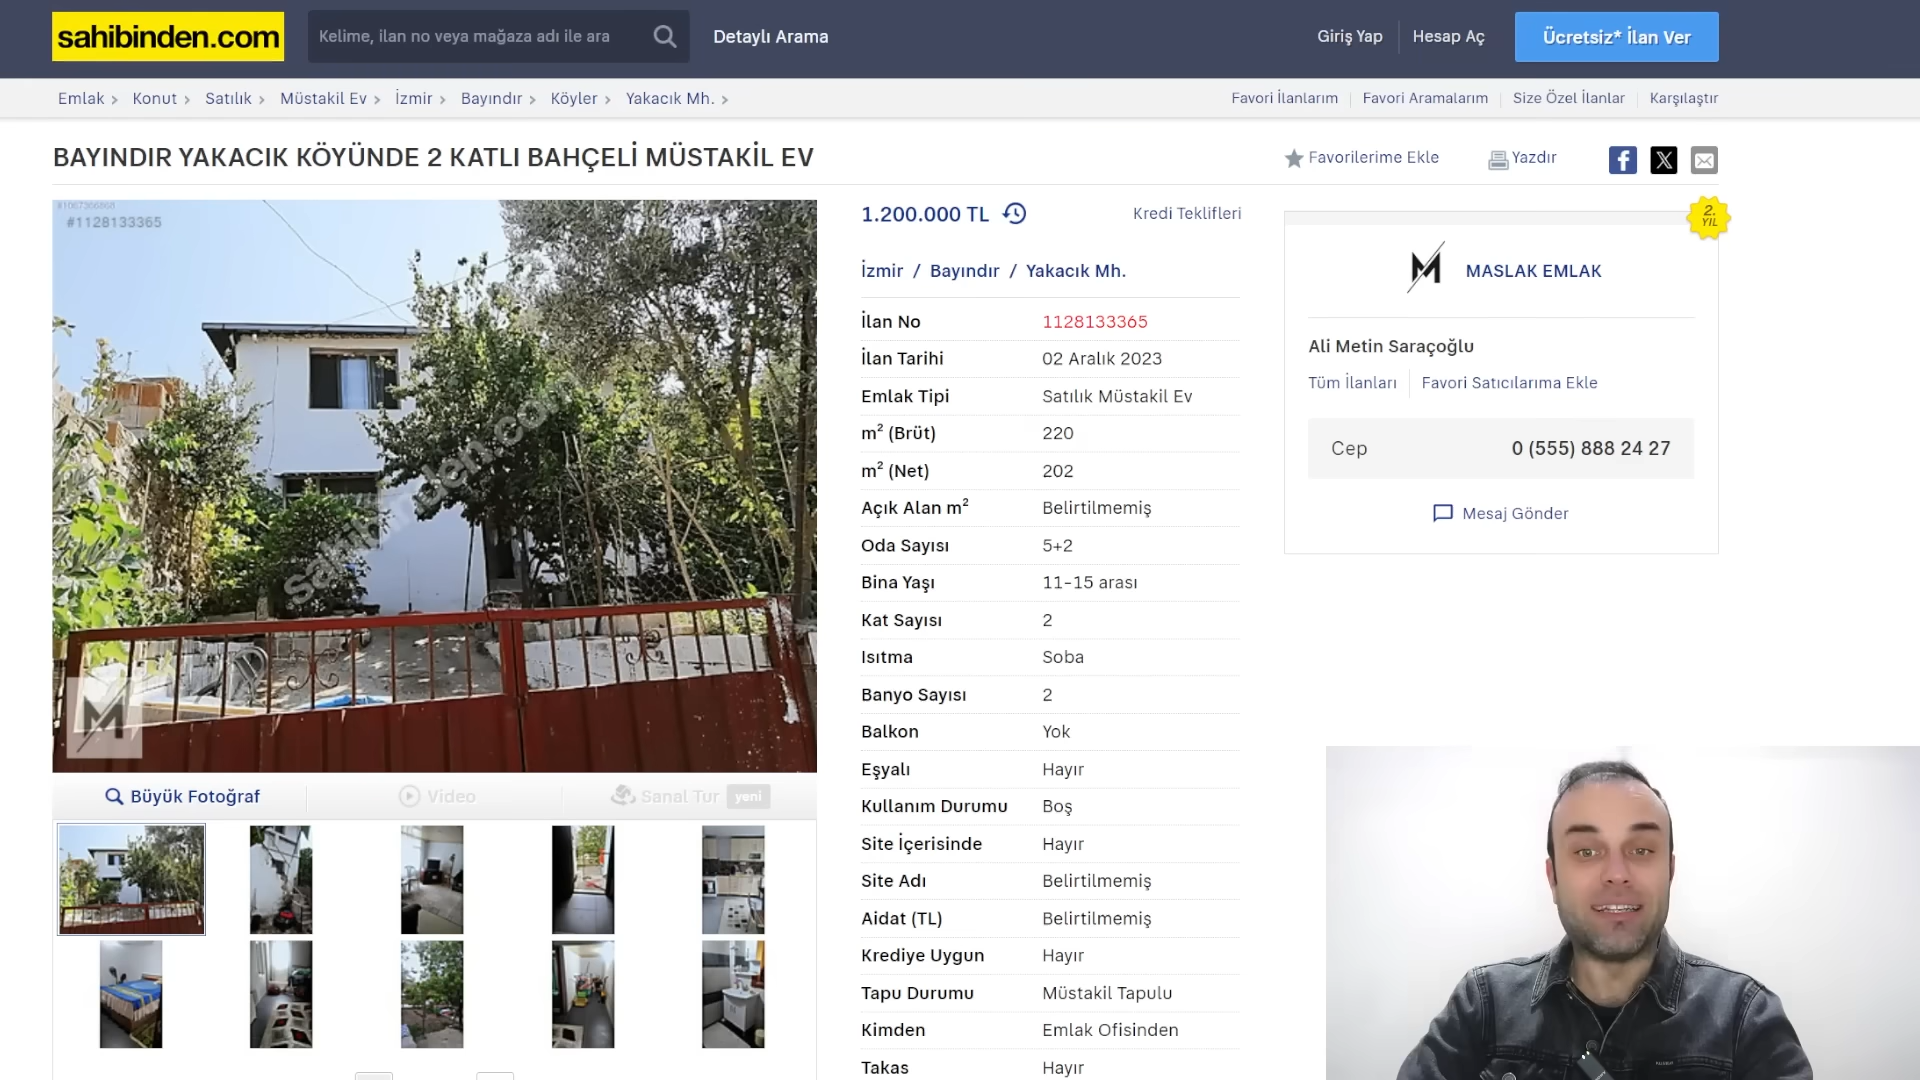 sahibinden.com
Kelime, ilan no veya mağaza adı ile ara
Detaylı Arama
Giriş Yap
Hesap Aç
Ücretsiz* İlan Ver
Emlak > Konut > Satılık > Müstakil Ev > İzmir > Bayındır > Köyler > Yakacık Mh. >
Favori İlanlarım
Favori Aramalarım
Size Özel İlanlar
Karşılaştır
BAYINDIR YAKACIK KÖYÜNDE 2 KATLI BAHÇELİ MÜSTAKİL EV
Favorilerime Ekle
Yazdır
#1128133365
sahibinden.com
Büyük Fotoğraf
Video
Sanal Tur yeni
1.200.000 TL
Kredi Teklifleri
İzmir / Bayındır / Yakacık Mh.
İlan No 1128133365
İlan Tarihi 02 Aralık 2023
Emlak Tipi Satılık Müstakil Ev
m² (Brüt) 220
m² (Net) 202
Açık Alan m² Belirtilmemiş
Oda Sayısı 5+2
Bina Yaşı 11-15 arası
Kat Sayısı 2
Isıtma Soba
Banyo Sayısı 2
Balkon Yok
Eşyalı Hayır
Kullanım Durumu Boş
Site İçerisinde Hayır
Site Adı Belirtilmemiş
Aidat (TL) Belirtilmemiş
Krediye Uygun Hayır
Tapu Durumu Müstakil Tapulu
Kimden Emlak Ofisinden
Takas Hayır
2.
YIL
MASLAK EMLAK
Ali Metin Saraçoğlu
Tüm İlanları
Favori Satıcılarıma Ekle
Cep 0 (555) 888 24 27
Mesaj Gönder